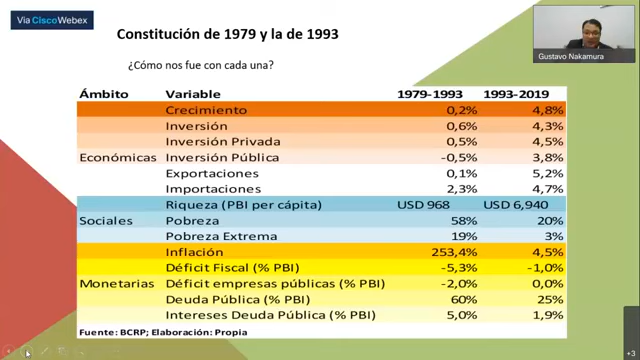 Vía CiscoWebex
Constitución de 1979 y la de 1993
Gustavo Nakamura
¿Cómo nos fue con cada una?
Ámbito Variable 1979-1993 1993-2019
Crecimiento 0,2% 4,8%
Inversión 0,6% 4,3%
Inversión Privada 0,5% 4,5%
Económicas Inversión Pública -0,5% 3,8%
Exportaciones 0,1% 5,2%
Importaciones 2,3% 4,7%
Riqueza (PBI per cápita) USD 968 USD 6,940
Sociales Pobreza 58% 20%
Pobreza Extrema 19% 3%
Inflación 253,4% 4,5%
Déficit Fiscal (% PBI) -5,3% -1,0%
Monetarias Déficit empresas públicas (% PBI) -2,0% 0,0%
Deuda Pública (% PBI) 60% 25%
Intereses Deuda Pública (% PBI) 5,0% 1,9%
Fuente: BCRP; Elaboración: Propia
+3